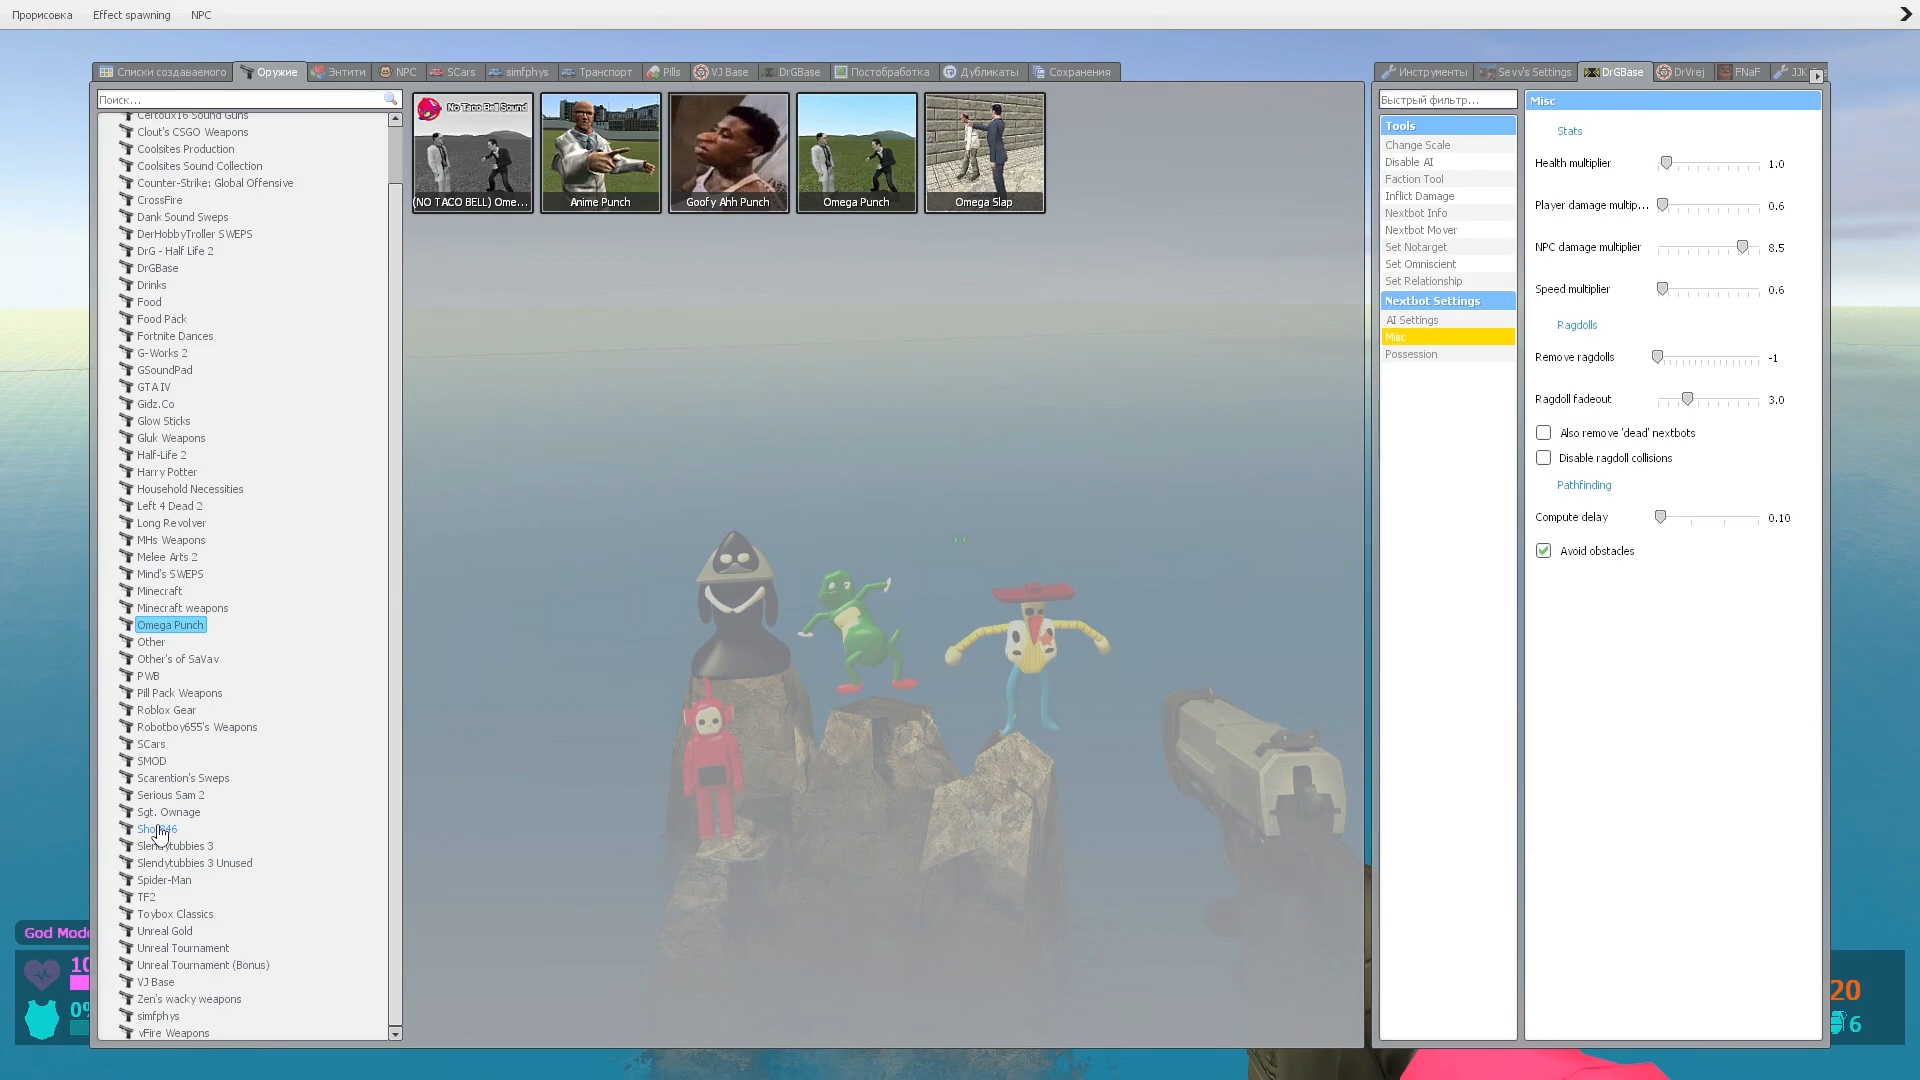 Прорисовка Effect spawning NPC
Списки создаваемого Оружие Энтити NPC SCars simfphys Транспорт Pills VJ Base DrGBase Постобработка Дубликаты Сохранения
Инструменты Sevv's Settings DrGBase DrVrej FNaF
Поиск...
Certoux16 Sound Guns
Clout's CSGO Weapons
Coolsites Production
Coolsites Sound Collection
Counter-Strike: Global Offensive
CrossFire
Dank Sound Sweps
DerHobbyTroller SWEPS
DrG - Half Life 2
DrGBase
Drinks
Food
Food Pack
Fortnite Dances
G-Works 2
GSoundPad
GTA IV
Gidz.Co
Glow Sticks
Gluk Weapons
Half-Life 2
Harry Potter
Household Necessities
Left 4 Dead 2
Long Revolver
MHs Weapons
Melee Arts 2
Mind's SWEPS
Minecraft
Minecraft weapons
Omega Punch
Other
Other's of SaVav
PWB
Pill Pack Weapons
Roblox Gear
Robotboy655's Weapons
SCars
SMOD
Scarention's Sweps
Serious Sam 2
Sgt. Ownage
Slendytubbies 3
Slendytubbies 3 Unused
Spider-Man
TF2
Toybox Classics
Unreal Gold
Unreal Tournament
Unreal Tournament (Bonus)
VJ Base
Zen's wacky weapons
simfphys
vFire Weapons
No Taco Bell Sound
(NO TACO BELL) Ome...
Anime Punch
Goofy Ahh Punch
Omega Punch
Omega Slap
Быстрый фильтр...
Tools
Change Scale
Disable AI
Faction Tool
Inflict Damage
Nextbot Info
Nextbot Mover
Set Notarget
Set Omniscient
Set Relationship
Nextbot Settings
AI Settings
Misc
Possession
Misc
Stats
Health multiplier 1.0
Player damage multip... 0.6
NPC damage multiplier 8.5
Speed multiplier 0.6
Ragdolls
Remove ragdolls -1
Ragdoll fadeout 3.0
Also remove 'dead' nextbots
Disable ragdoll collisions
Pathfinding
Compute delay 0.10
Avoid obstacles
God Mode
0%
20
6